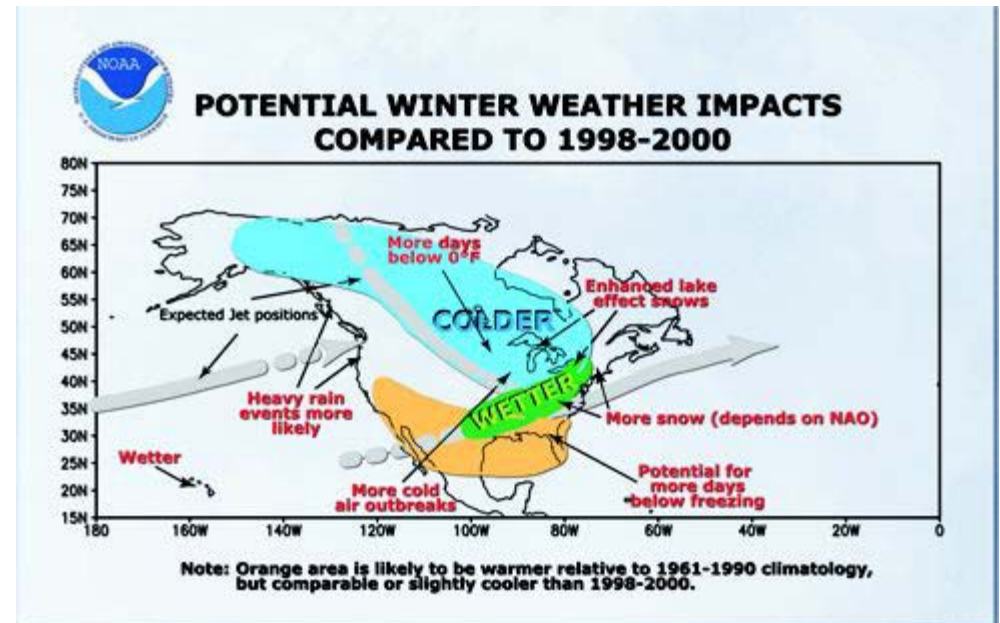 NOAA
POTENTIAL WINTER WEATHER IMPACTS
COMPARED TO 1998-2000
80N
75N
70N
65N
60N
55N
50N
45N
40N
35N
30N
25N
20N
15N
More days
below 0°F
Enhanced lake
effect snows
Expected Jet positions
COLDER
WETTER
Heavy rain
events more
likely
More snow (depends on NAO)
Wetter
More cold
air outbreaks
Potential for
more days
below freezing
180
160W
140W
120W
100W
80W
60W
40W
20W
0
Note: Orange area is likely to be warmer relative to 1961-1990 climatology,
but comparable or slightly cooler than 1998-2000.